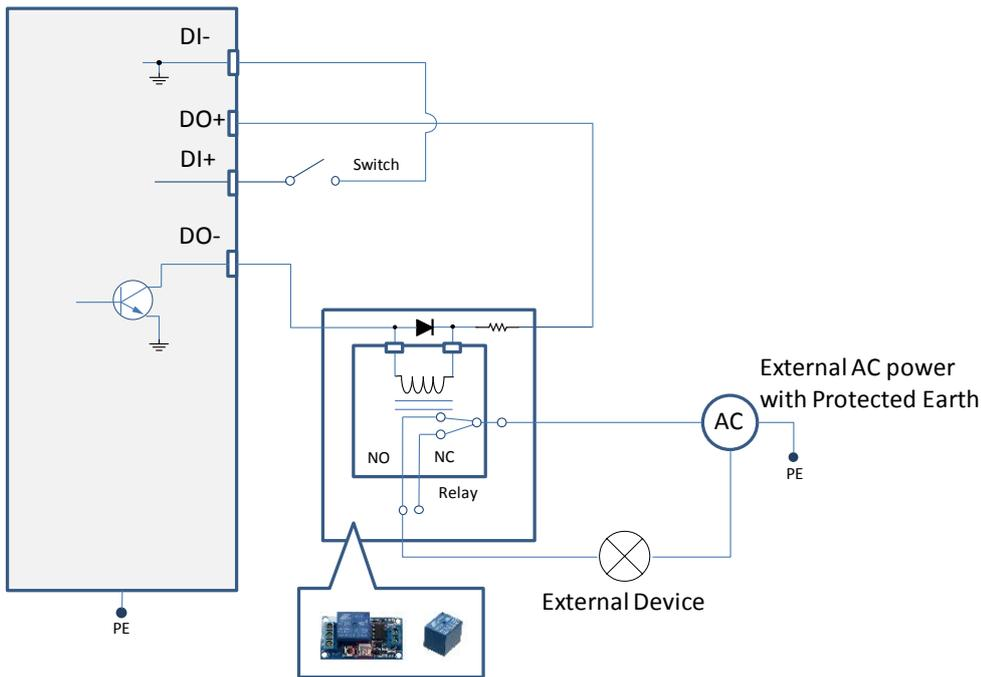 DI-
DO+
DI+
Switch
DO-
External AC power
with Protected Earth
AC
PE
NO
NC
Relay
External Device
PE